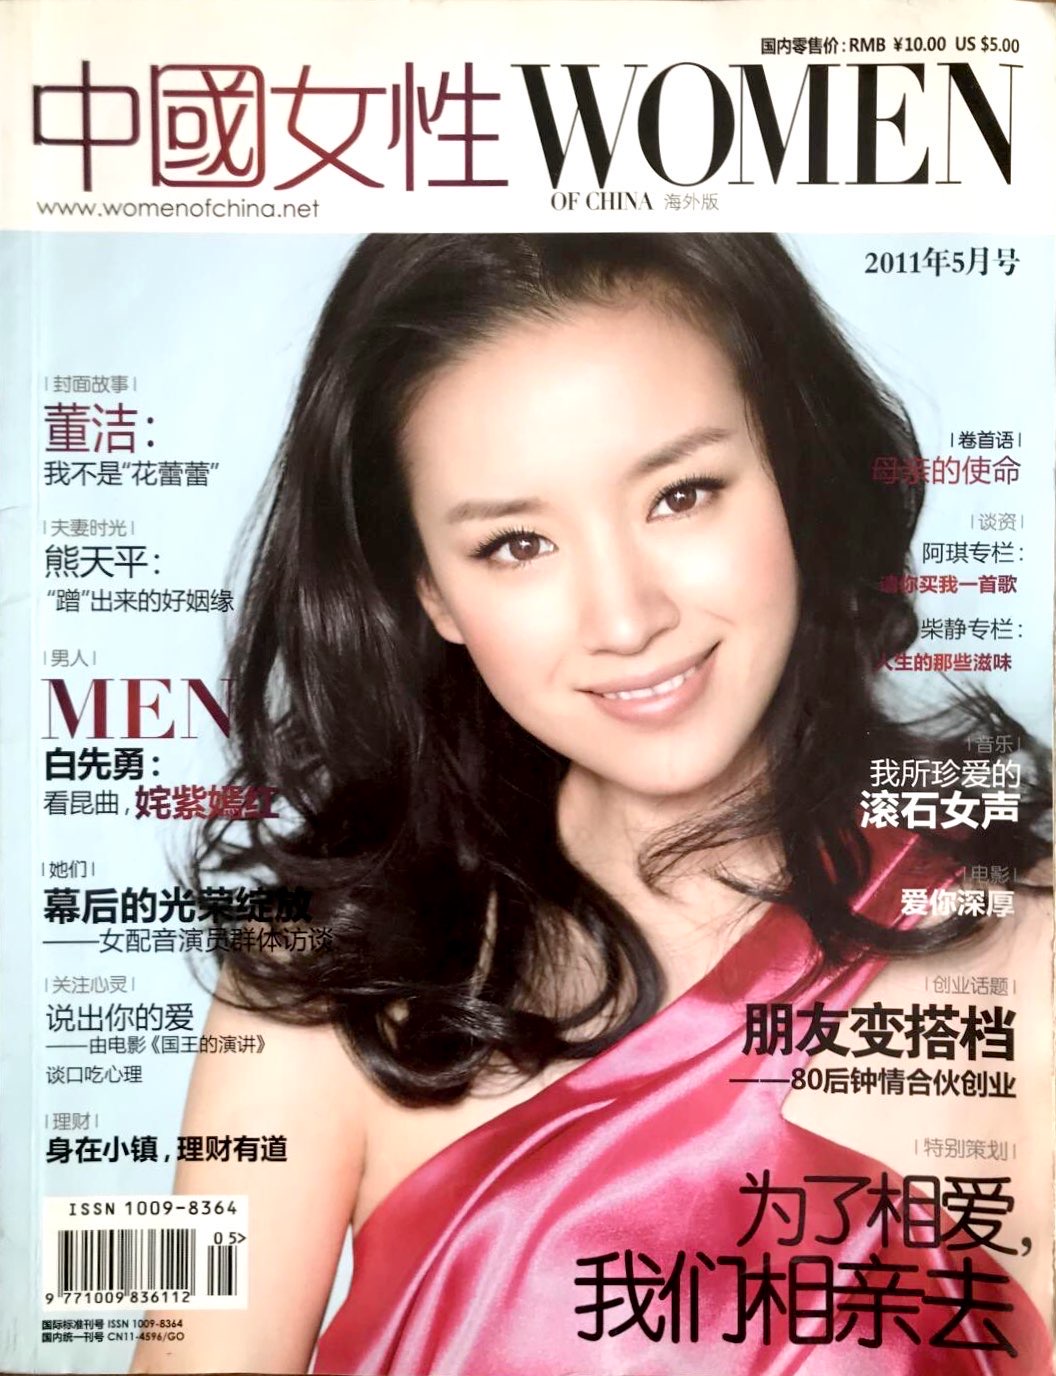 国内零售价：RMB ￥10.00 US $5.00
中國女性 WOMEN
www.womenofchina.net
OF CHINA 海外版
2011年5月号
封面故事
董洁：
我不是“花蕾蕾”
夫妻时光
熊天平：
“蹭”出来的好姻缘
男人
MEN
白先勇：
看昆曲，姹紫嫣红
她们
幕后的光荣绽放
——女配音演员群体访谈
关注心灵
说出你的爱
——由电影《国王的演讲》
谈口吃心理
理财
身在小镇，理财有道
ISSN 1009-8364
05>
9 771009 836112
国际标准刊号 ISSN 1009-8364
国内统一刊号 CN11-4596/GO
卷首语
母亲的使命
谈资
阿琪专栏：
请你买我一首歌
柴静专栏：
人生的那些滋味
音乐
我所珍爱的
滚石女声
电影
爱你深厚
创业话题
朋友变搭档
——80后钟情合伙创业
特别策划
为了相爱，
我们相亲去